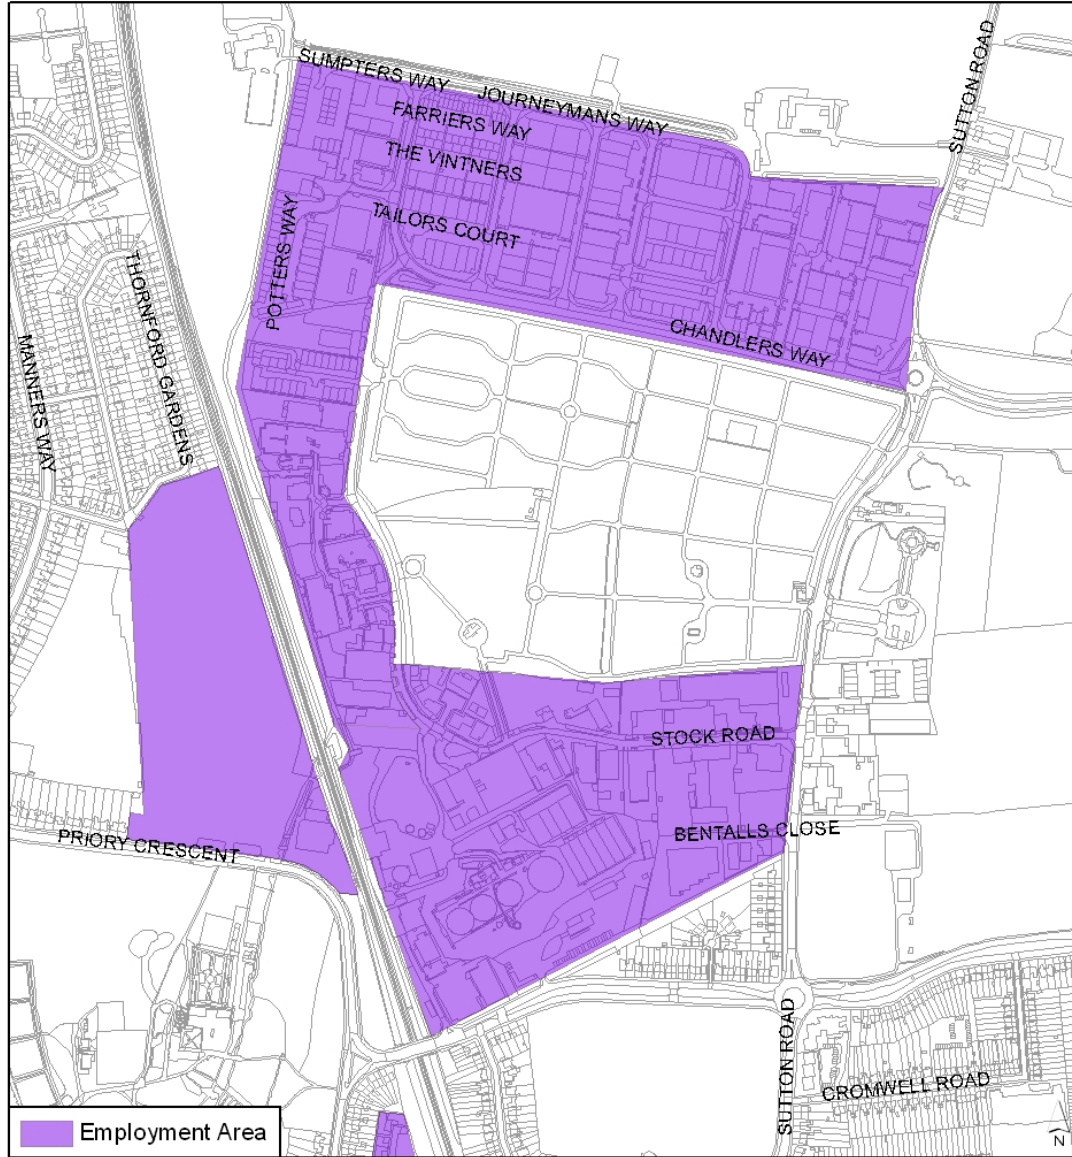 SUTTON ROAD
SUMPTERS WAY
JOURNEYMANS WAY
FARRIERS WAY
THE VINTNERS
TAILORS COURT
POTTERS WAY
THORNFORD GARDENS
MANNERS WAY
CHANDLERS WAY
STOCK ROAD
BENTALLS CLOSE
PRIORY CRESCENT
SUTTON ROAD
CROMWELL ROAD
Employment Area
N